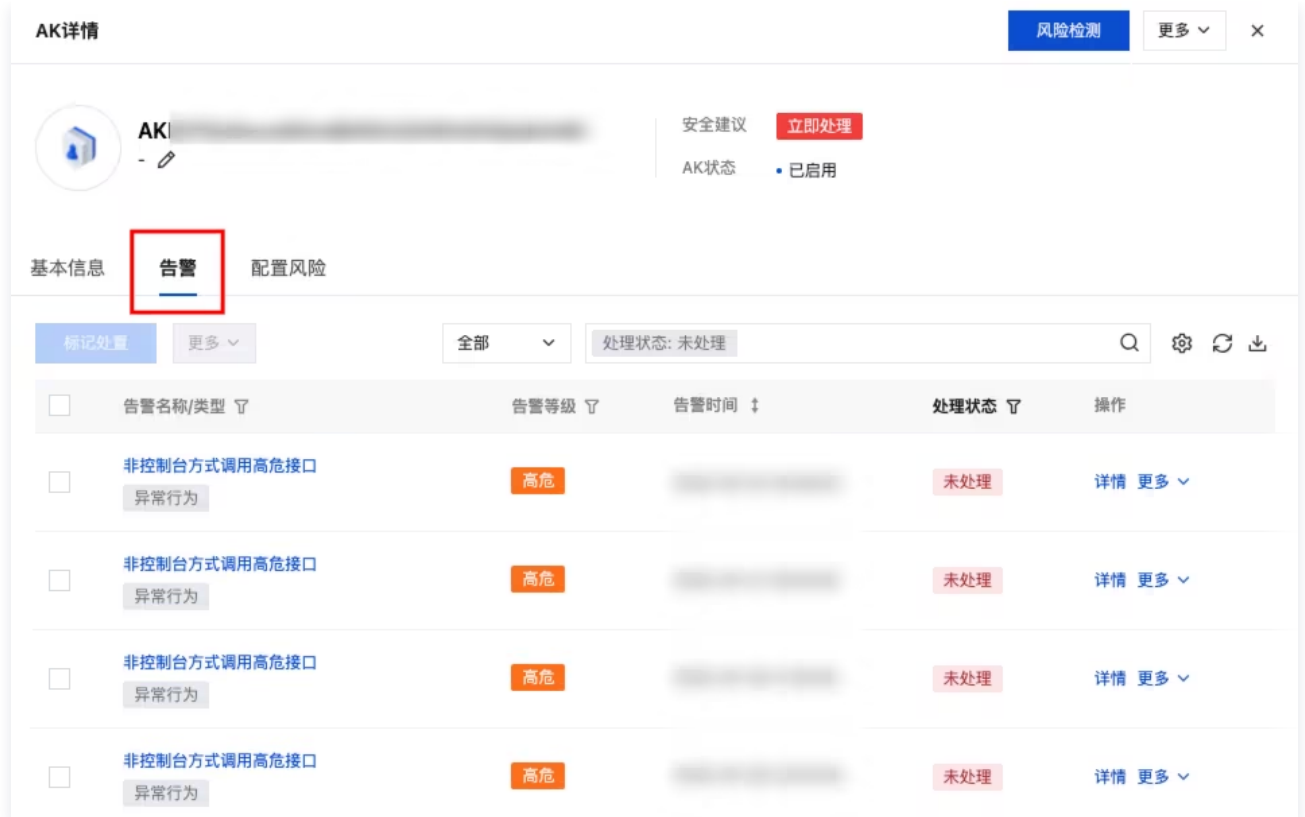 AK详情
风险检测
更多
AK
安全建议
立即处理
-
AK状态
已启用
基本信息
告警
配置风险
标记处置
更多
全部
处理状态: 未处理
告警名称/类型
告警等级
告警时间
处理状态
操作
非控制台方式调用高危接口
异常行为
高危
未处理
详情 更多
非控制台方式调用高危接口
异常行为
高危
未处理
详情 更多
非控制台方式调用高危接口
异常行为
高危
未处理
详情 更多
非控制台方式调用高危接口
异常行为
高危
未处理
详情 更多